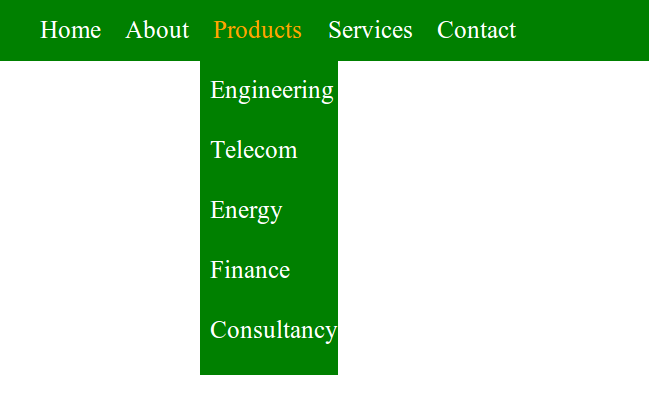 Home About Products Services Contact
Engineering
Telecom
Energy
Finance
Consultancy